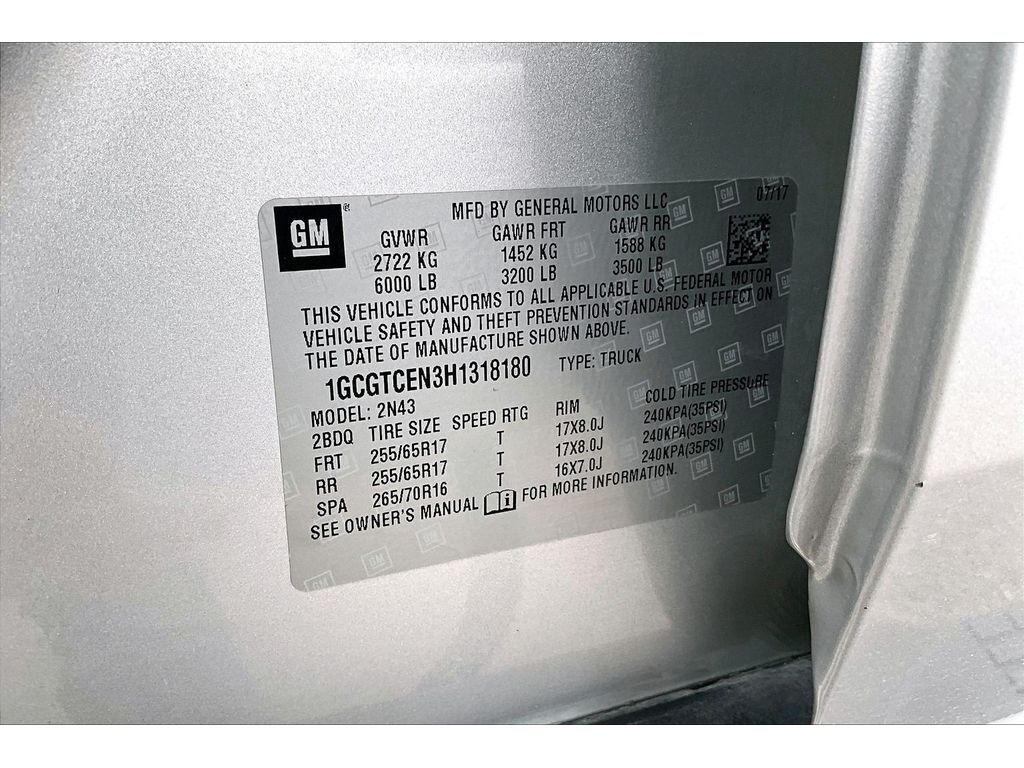 GM ® MFD BY GENERAL MOTORS LLC 07/17
GVWR GAWR FRT GAWR RR
2722 KG 1452 KG 1588 KG
6000 LB 3200 LB 3500 LB
THIS VEHICLE CONFORMS TO ALL APPLICABLE U.S. FEDERAL MOTOR
VEHICLE SAFETY AND THEFT PREVENTION STANDARDS IN EFFECT ON
THE DATE OF MANUFACTURE SHOWN ABOVE.
1GCGTCEN3H1318180 TYPE: TRUCK
MODEL: 2N43
2BDQ TIRE SIZE SPEED RTG RIM COLD TIRE PRESSURE
FRT 255/65R17 T 17X8.0J 240KPA(35PSI)
RR 255/65R17 T 17X8.0J 240KPA(35PSI)
SPA 265/70R16 T 16X7.0J 240KPA(35PSI)
SEE OWNER'S MANUAL FOR MORE INFORMATION.